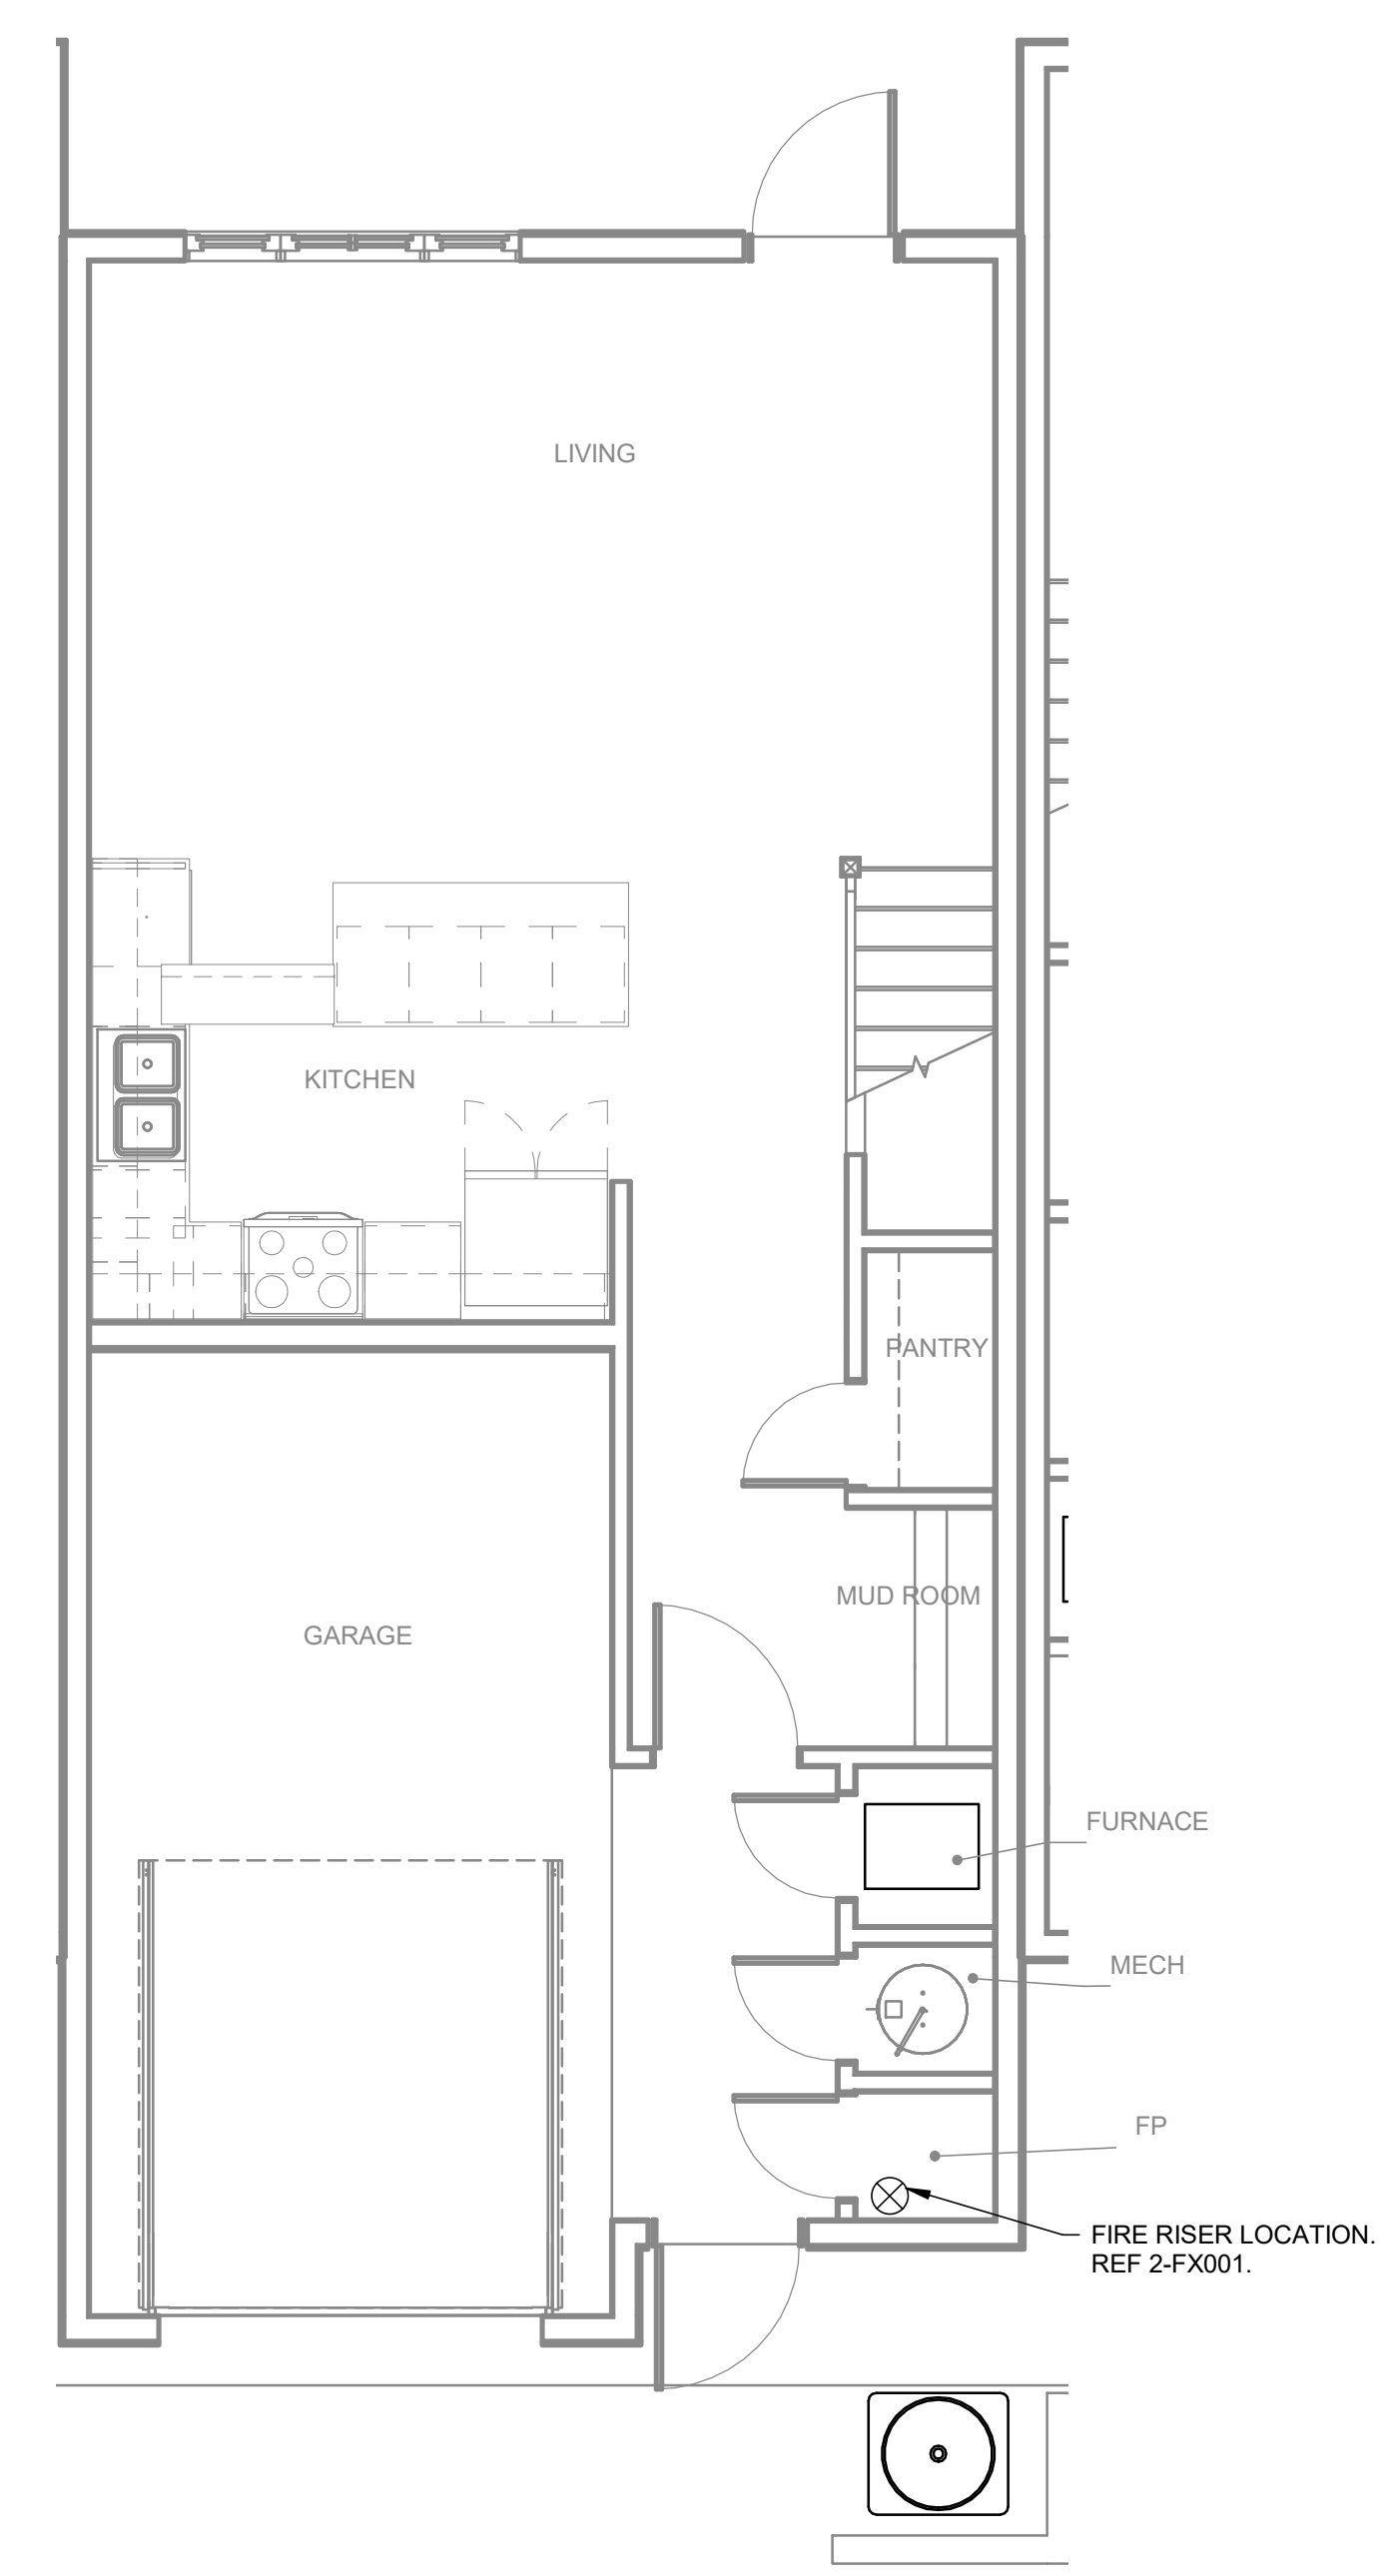 LIVING
KITCHEN
PANTRY
MUD ROOM
GARAGE
FURNACE
MECH
FP
FIRE RISER LOCATION.
REF 2-FX001.